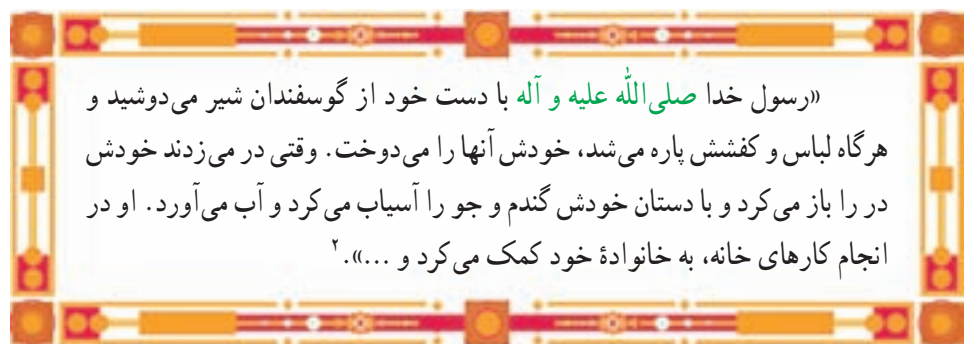 «رسول خدا صلی‌الله علیه و آله با دست خود از گوسفندان شیر می‌دوشید و
هرگاه لباس و کفشش پاره می‌شد، خودش آنها را می‌دوخت. وقتی در می‌زدند خودش
در را باز می‌کرد و با دستان خودش گندم و جو را آسیاب می‌کرد و آب می‌آورد. او در
انجام کارهای خانه، به خانوادهٔ خود کمک می‌کرد و ...».۲